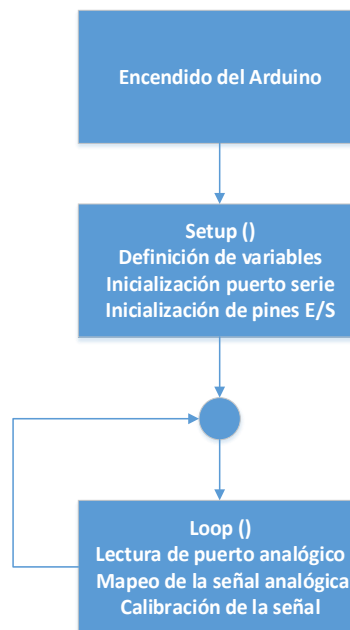 Encendido del Arduino
Setup ()
Definición de variables
Inicialización puerto serie
Inicialización de pines E/S
Loop ()
Lectura de puerto analógico
Mapeo de la señal analógica
Calibración de la señal